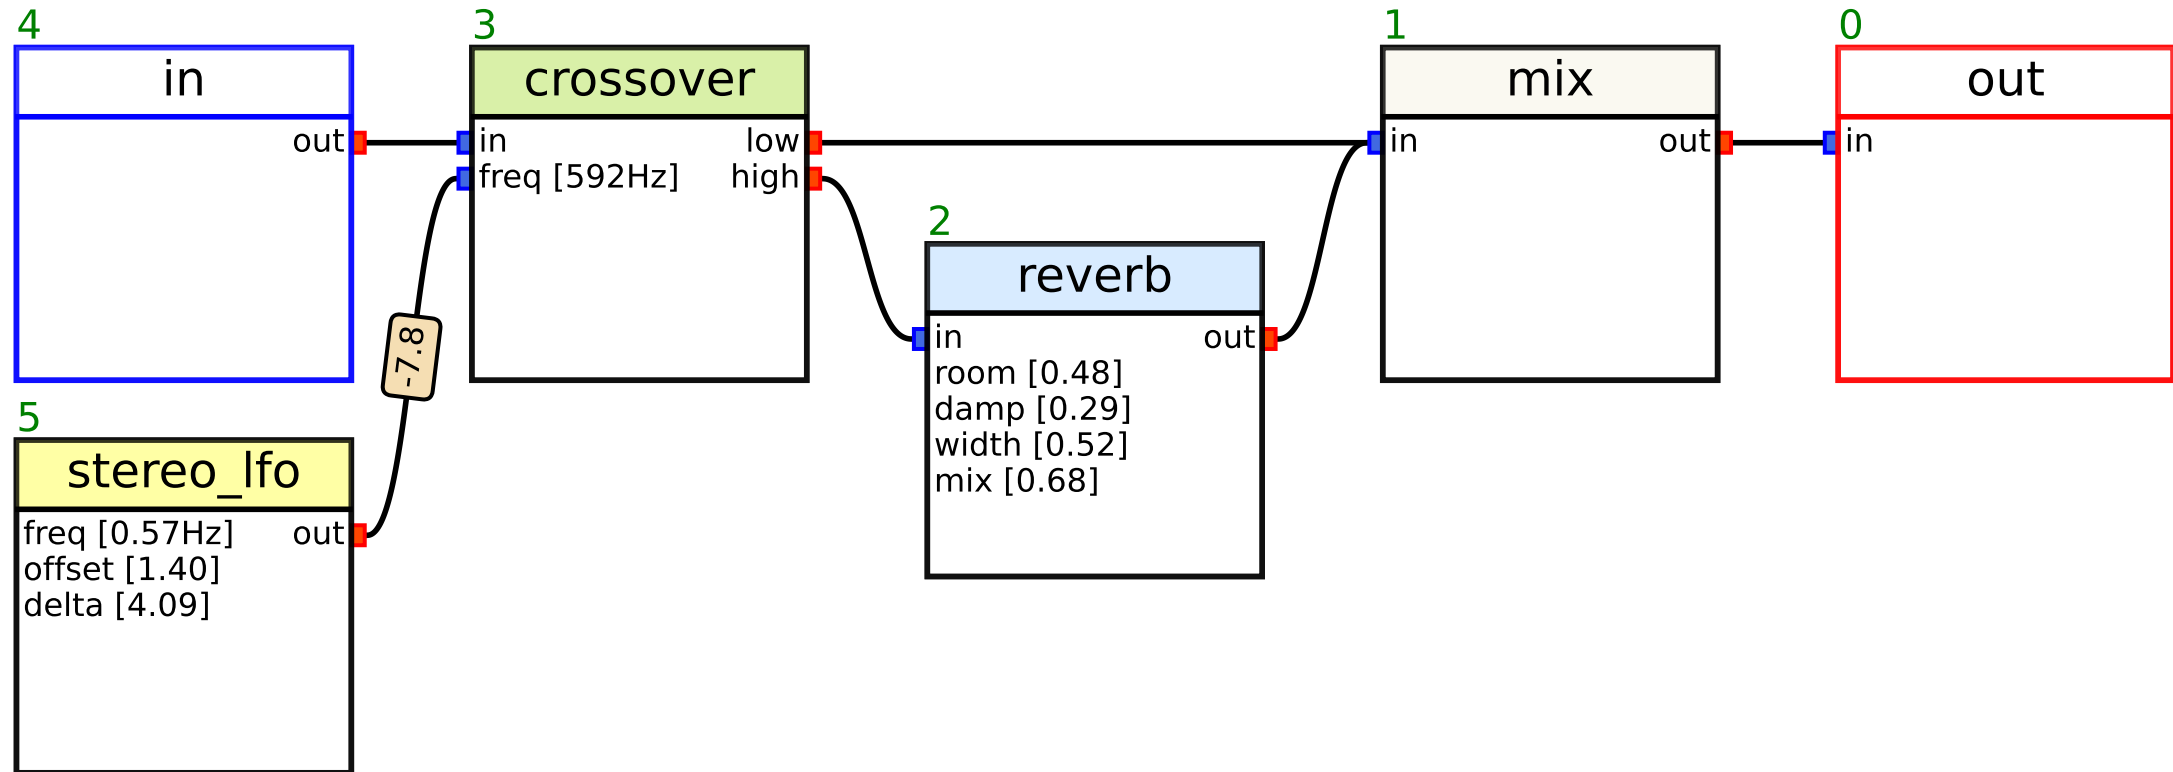 4
in
out
3
crossover
in
low
freq [592Hz]
high
1
mix
in
out
0
out
in
2
reverb
in
out
room [0.48]
damp [0.29]
width [0.52]
mix [0.68]
-7.8
5
stereo_lfo
freq [0.57Hz]
out
offset [1.40]
delta [4.09]